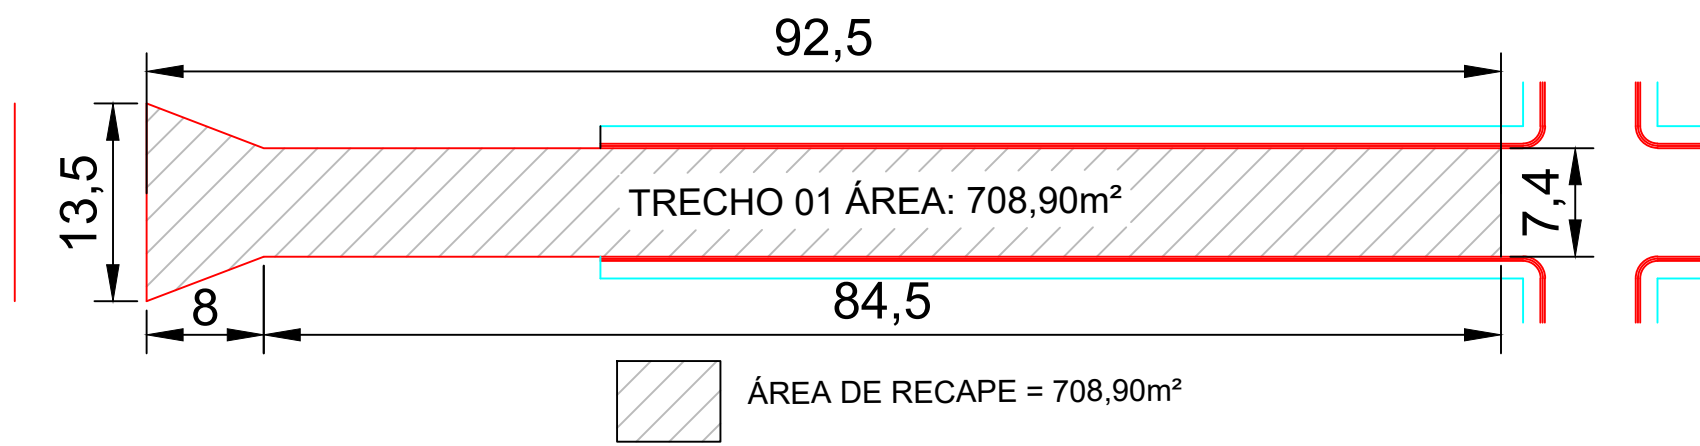 92,5
13,5
TRECHO 01 ÁREA: 708,90m²
7,4
8
84,5
ÁREA DE RECAPE = 708,90m²